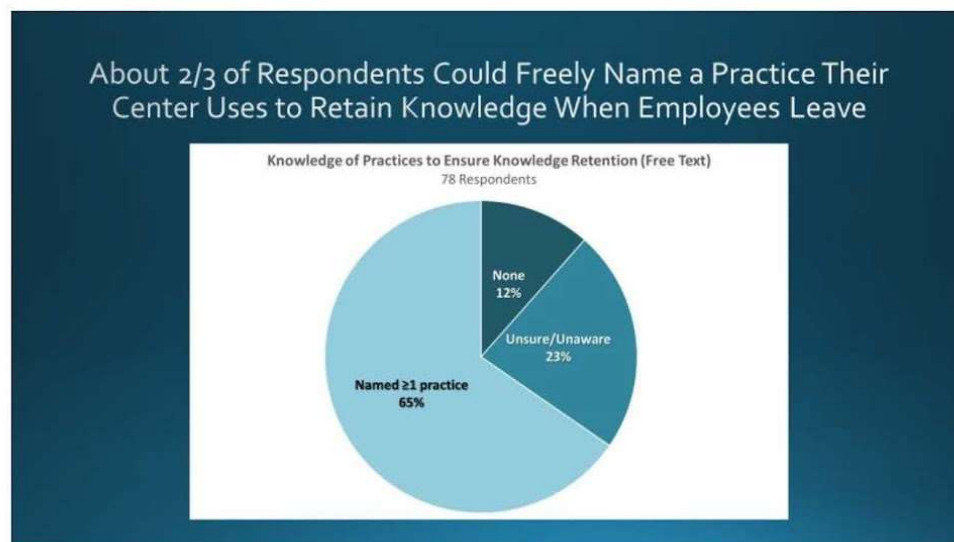 About 2/3 of Respondents Could Freely Name a Practice Their
Center Uses to Retain Knowledge When Employees Leave
Knowledge of Practices to Ensure Knowledge Retention (Free Text)
78 Respondents
None
12%
Unsure/Unaware
23%
Named ≥1 practice
65%